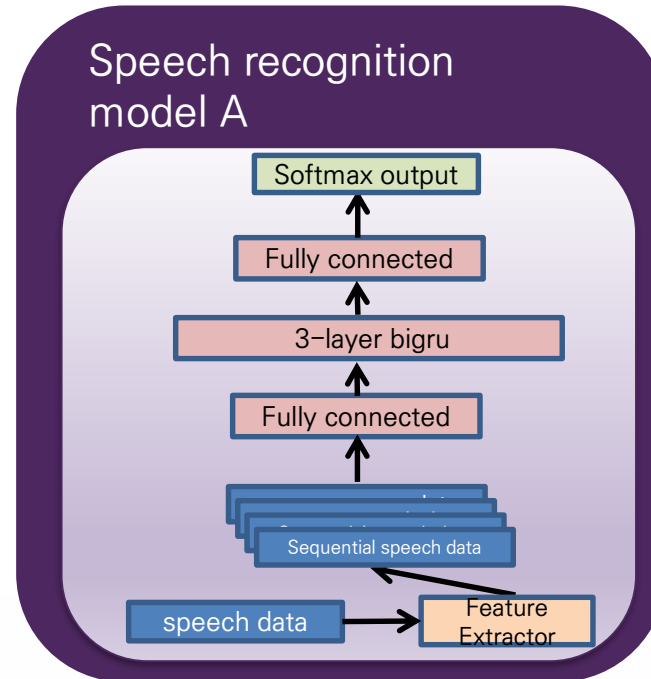 Speech recognition
model A
Softmax output
Fully connected
3-layer bigru
Fully connected
Sequential speech data
speech data
Feature
Extractor